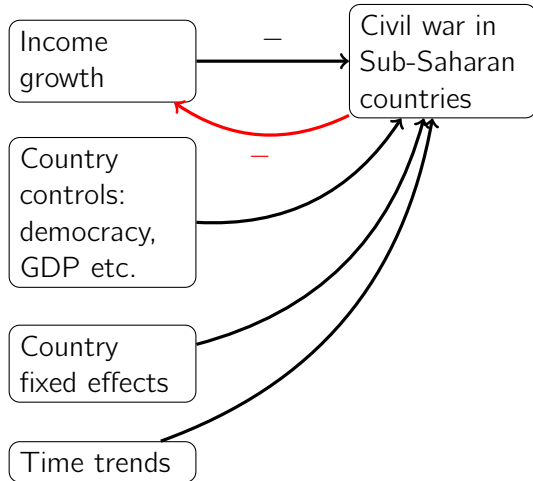 Income
growth
−
Civil war in
Sub-Saharan
countries
−
Country
controls:
democracy,
GDP etc.
Country
fixed effects
Time trends